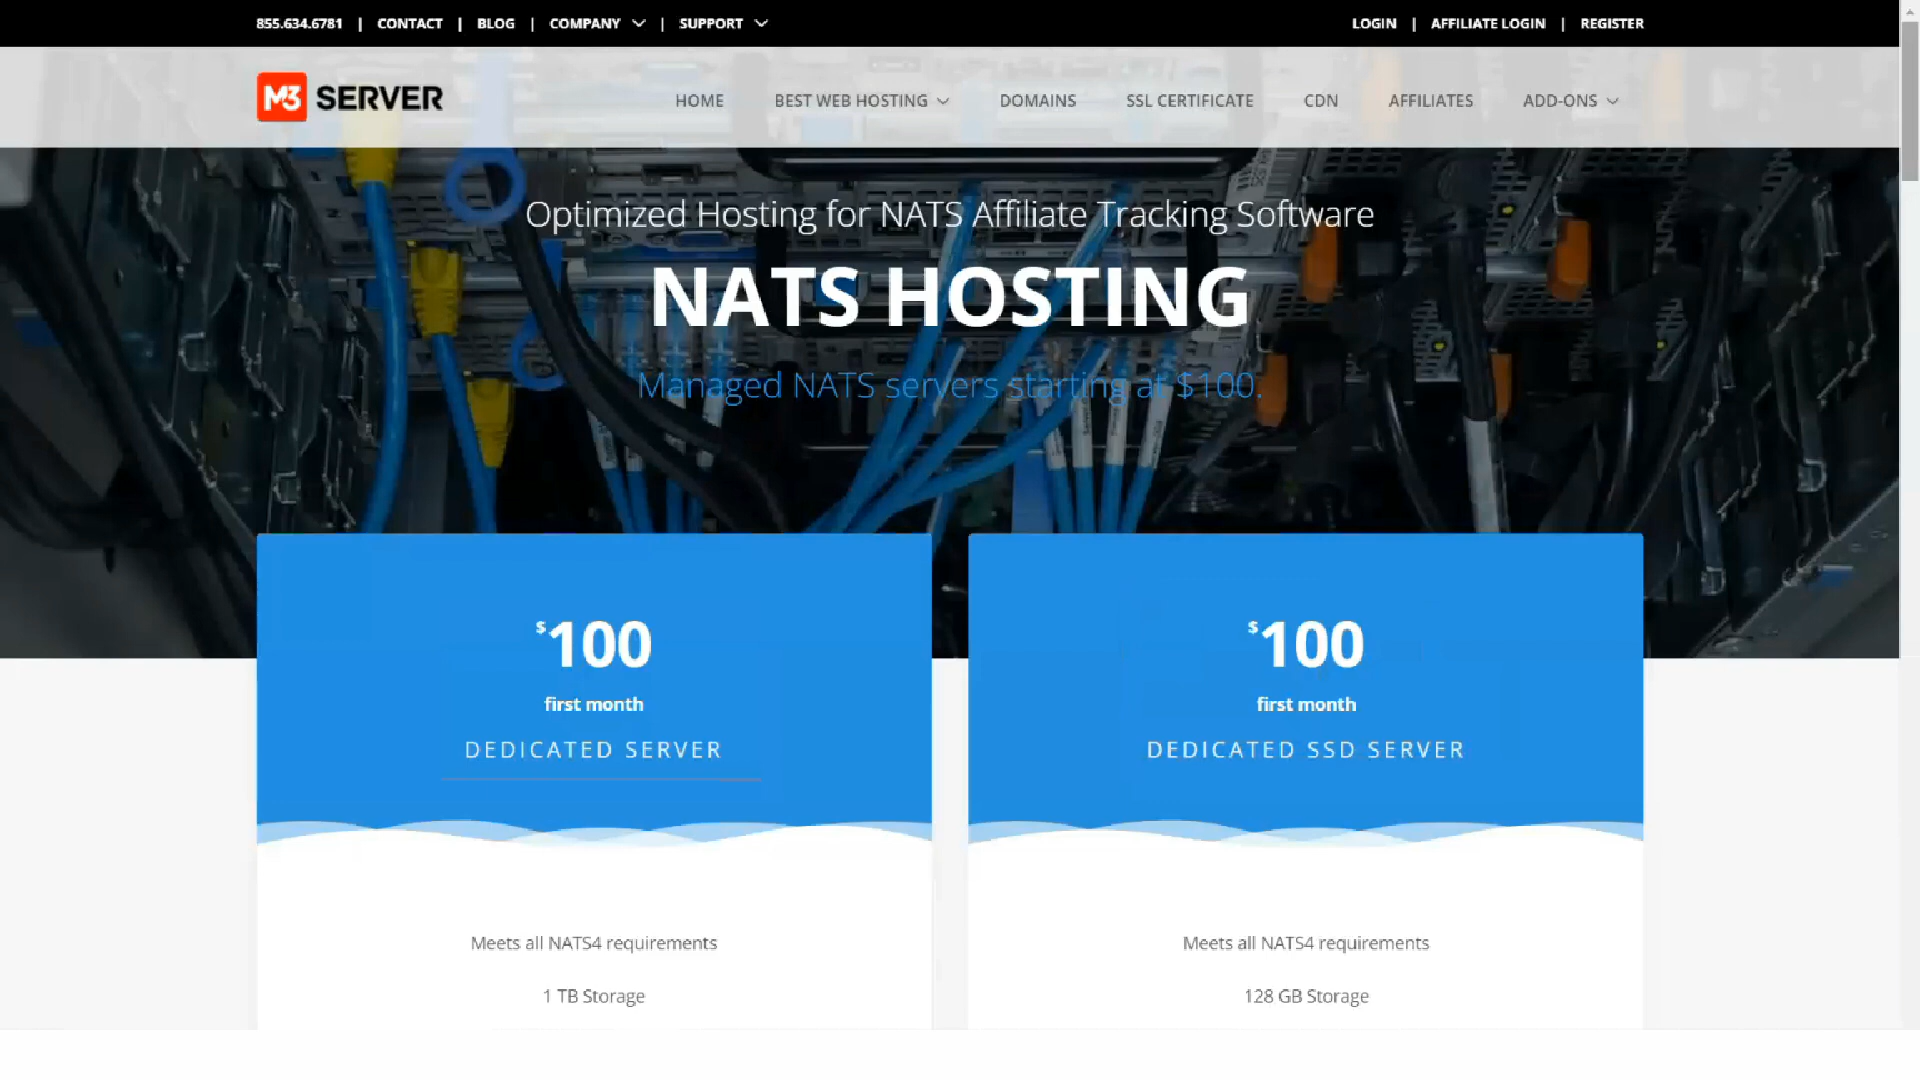 855.634.6781 | CONTACT | BLOG | COMPANY | SUPPORT
LOGIN | AFFILIATE LOGIN | REGISTER
M3 SERVER
HOME BEST WEB HOSTING DOMAINS SSL CERTIFICATE CDN AFFILIATES ADD-ONS
Optimized Hosting for NATS Affiliate Tracking Software
NATS HOSTING
Managed NATS servers starting at $100.
$100
first month
DEDICATED SERVER
Meets all NATS4 requirements
1 TB Storage
$100
first month
DEDICATED SSD SERVER
Meets all NATS4 requirements
128 GB Storage